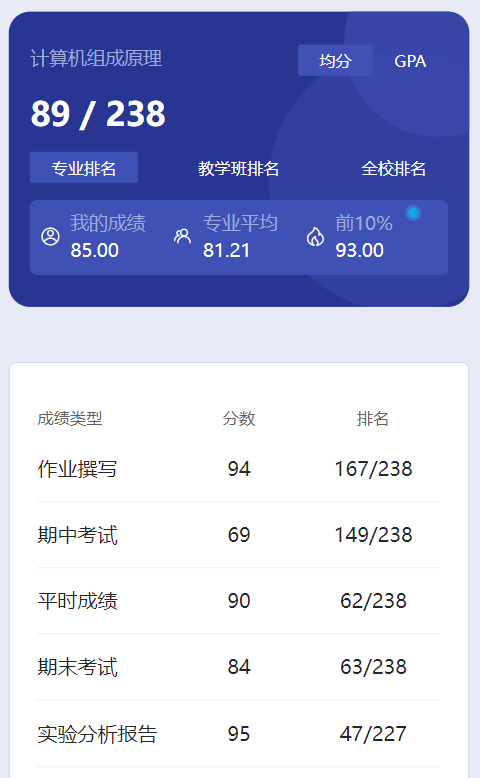 计算机组成原理 均分 GPA
89 / 238
专业排名 教学班排名 全校排名
我的成绩 专业平均 前10%
85.00 81.21 93.00
成绩类型 分数 排名
作业撰写 94 167/238
期中考试 69 149/238
平时成绩 90 62/238
期末考试 84 63/238
实验分析报告 95 47/227